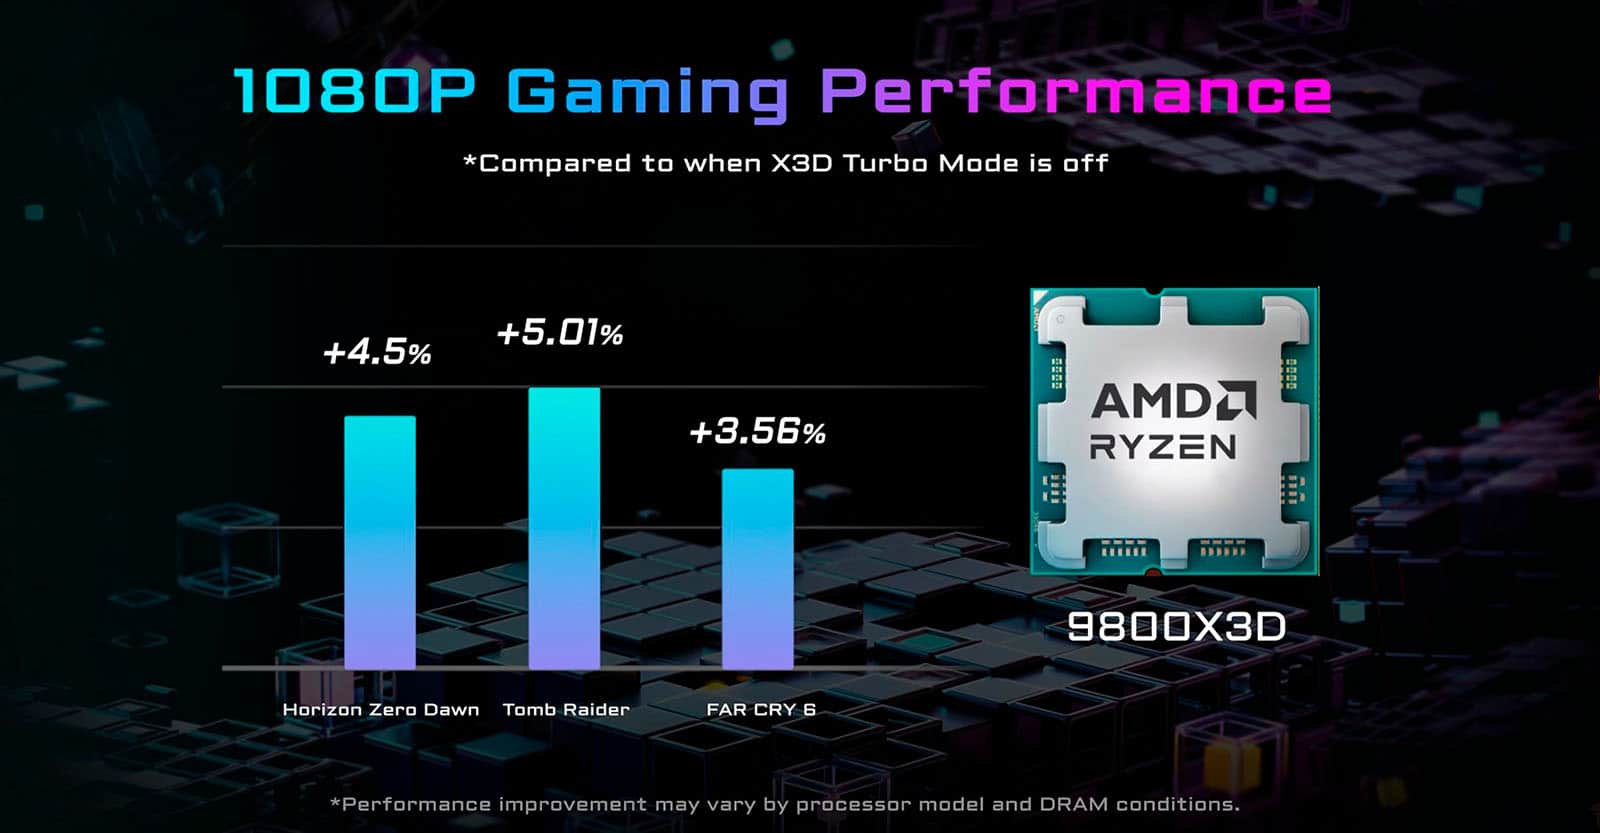 1080P Gaming Performance
*Compared to when X3D Turbo Mode is off
+4.5%
+5.01%
+3.56%
Horizon Zero Dawn
Tomb Raider
FAR CRY 6
AMD
RYZEN
9800X3D
*Performance improvement may vary by processor model and DRAM conditions.